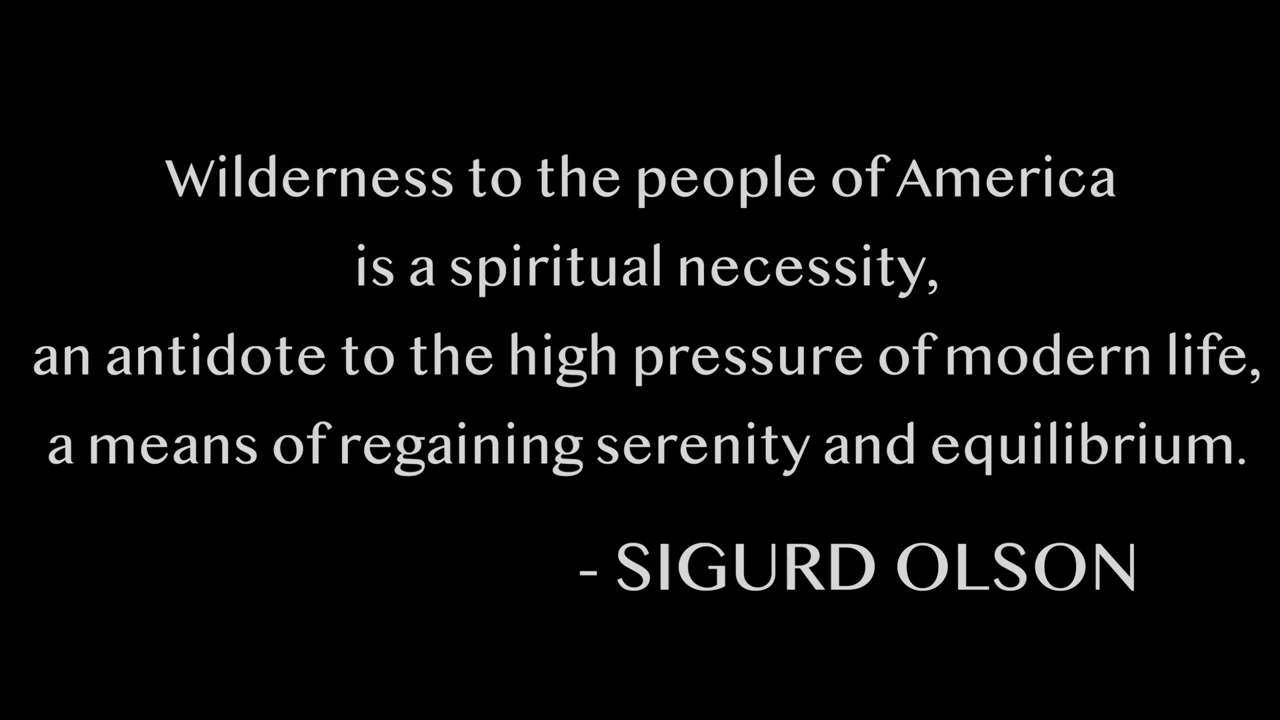 Wilderness to the people of America
is a spiritual necessity,
an antidote to the high pressure of modern life,
a means of regaining serenity and equilibrium.
- SIGURD OLSON